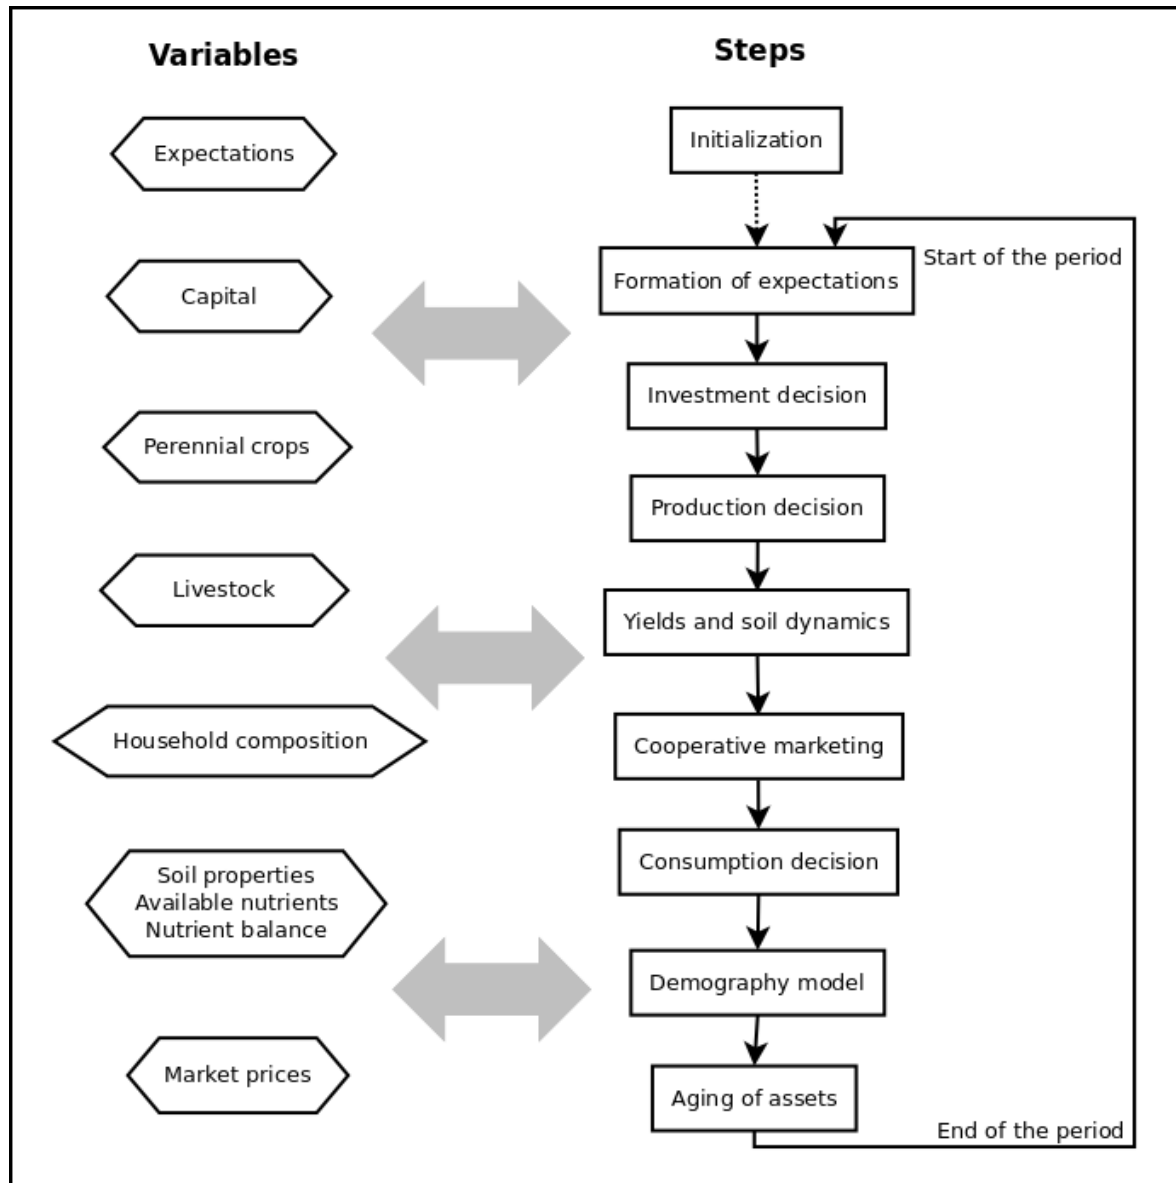 Variables
Expectations
Capital
Perennial crops
Livestock
Household composition
Soil properties
Available nutrients
Nutrient balance
Market prices
Steps
Initialization
Start of the period
Formation of expectations
Investment decision
Production decision
Yields and soil dynamics
Cooperative marketing
Consumption decision
Demography model
Aging of assets
End of the period